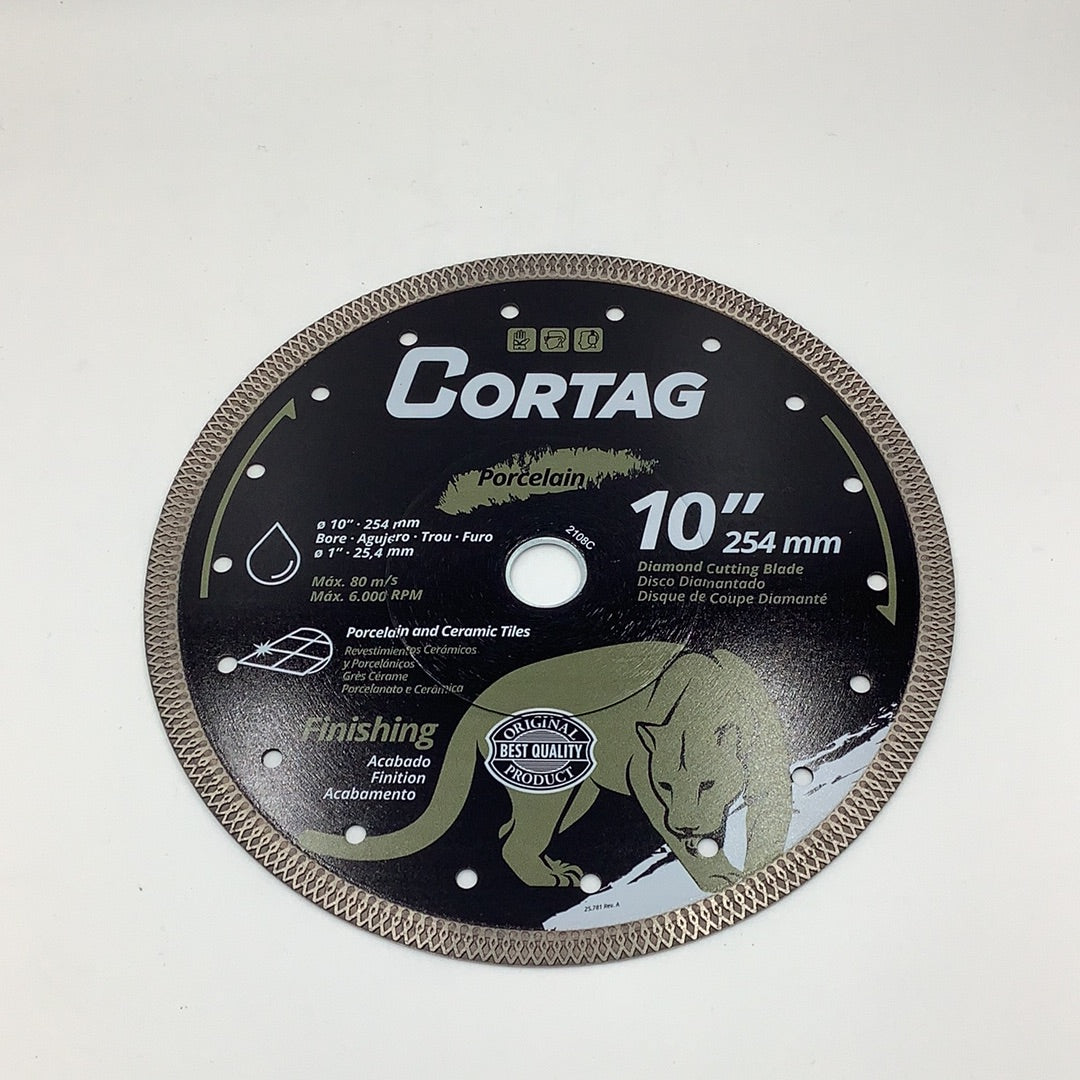 CORTAG
Porcelain
ø 10" · 254 mm
Bore · Agujero · Trou · Furo
ø 1" · 25,4 mm
Máx. 80 m/s
Máx. 6.000 RPM
2108C
10" 254 mm
Diamond Cutting Blade
Disco Diamantado
Disque de Coupe Diamanté
Porcelain and Ceramic Tiles
Revestimientos Cerámicos
y Porcelánicos
Grès Cérame
Porcelanato e Cerâmica
Finishing
Acabado
Finition
Acabamento
ORIGINAL
BEST QUALITY
PRODUCT
25.781 Rev. A